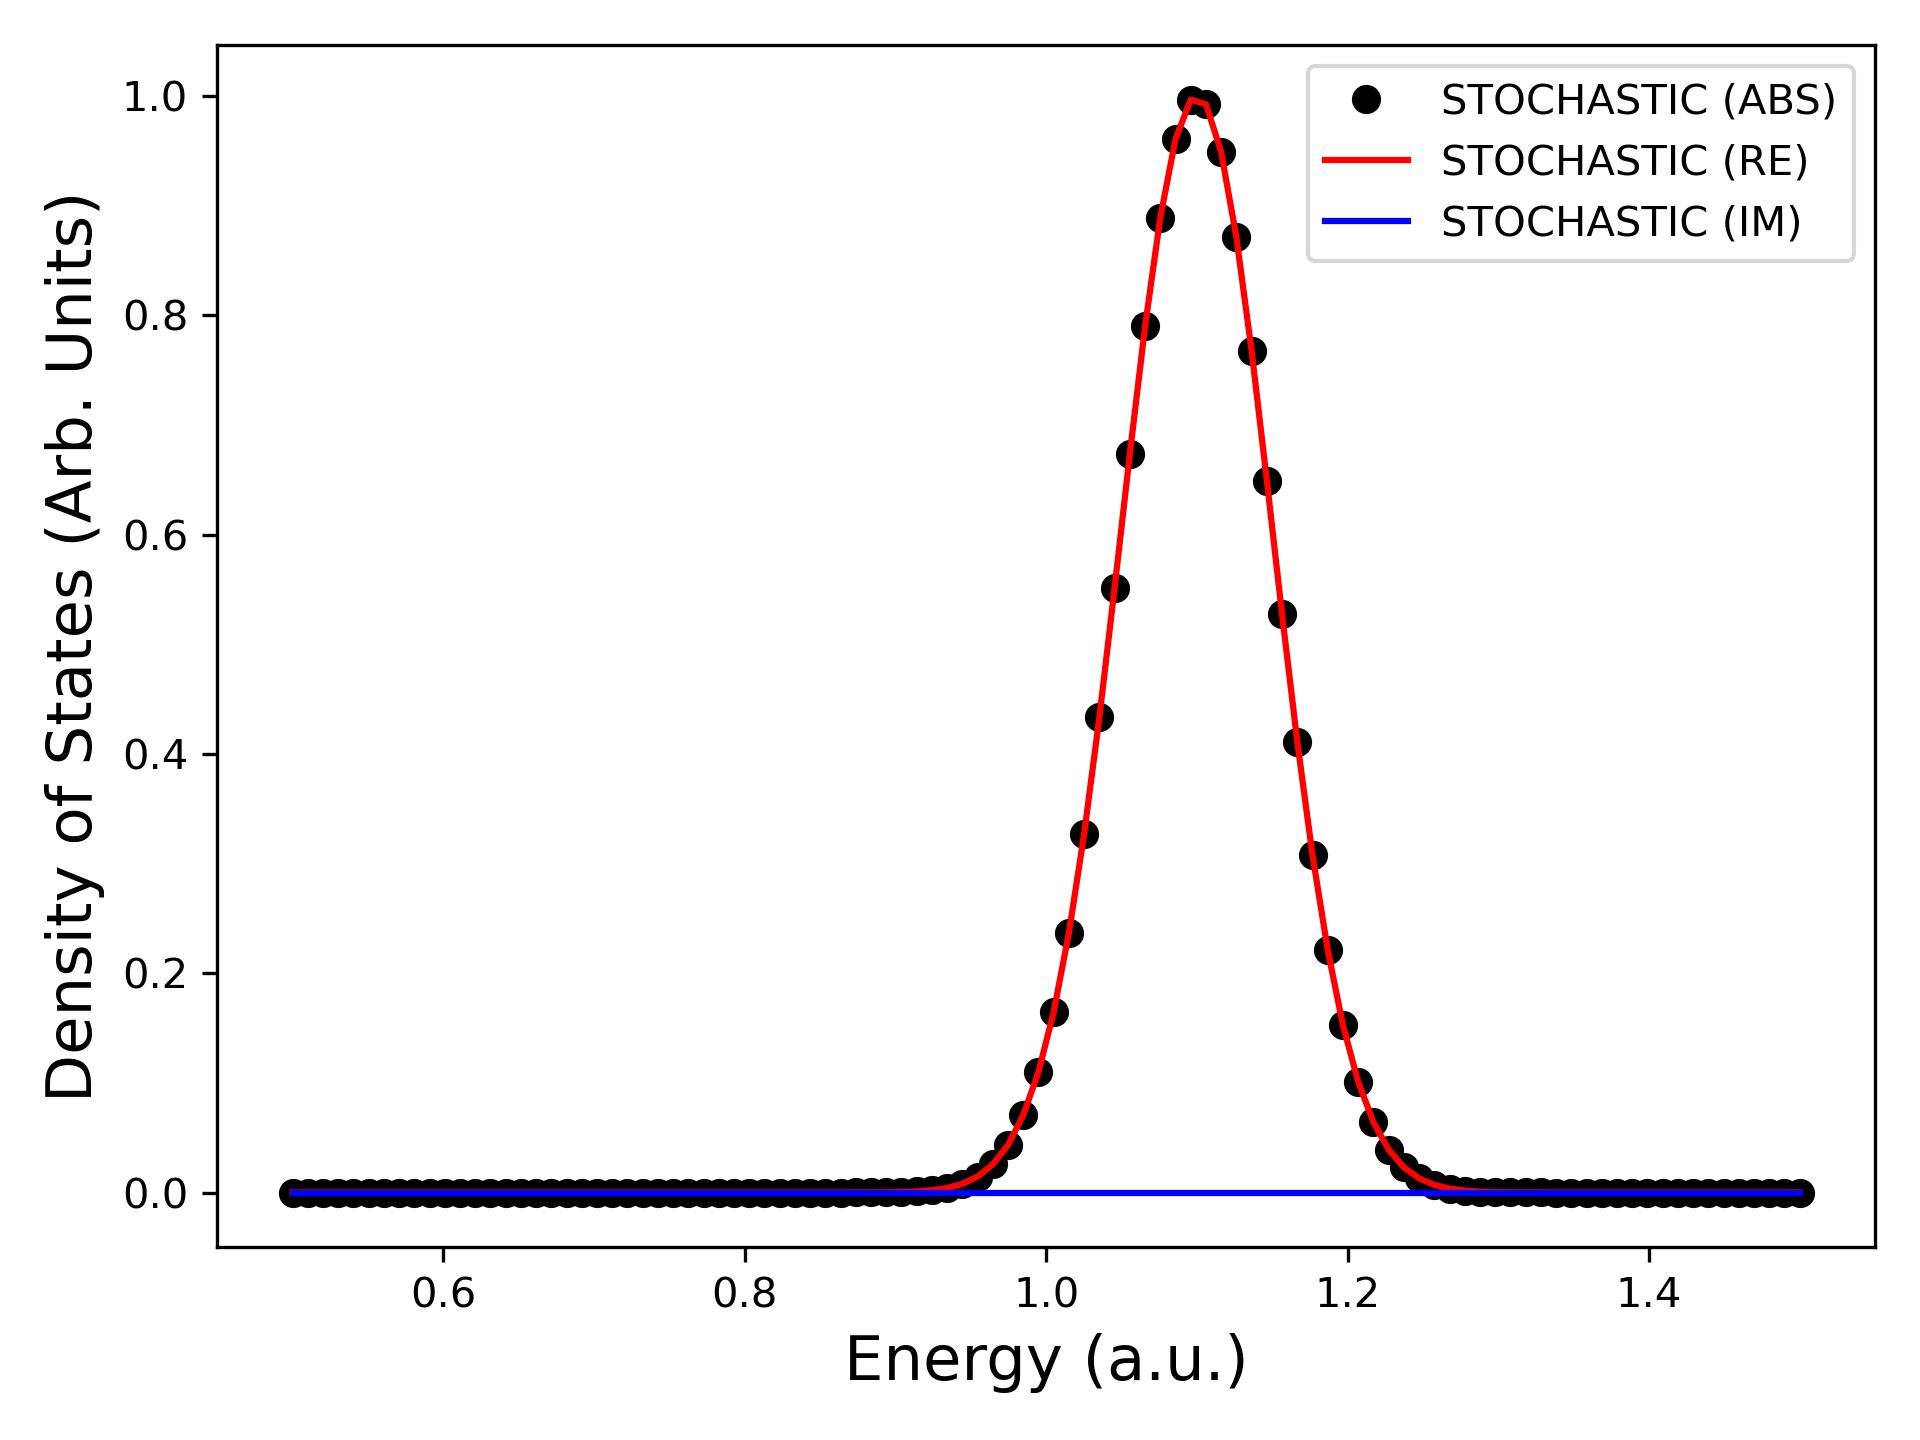 STOCHASTIC (ABS)
STOCHASTIC (RE)
STOCHASTIC (IM)
Density of States (Arb. Units)
1.0
0.8
0.6
0.4
0.2
0.0
0.6 0.8 1.0 1.2 1.4
Energy (a.u.)